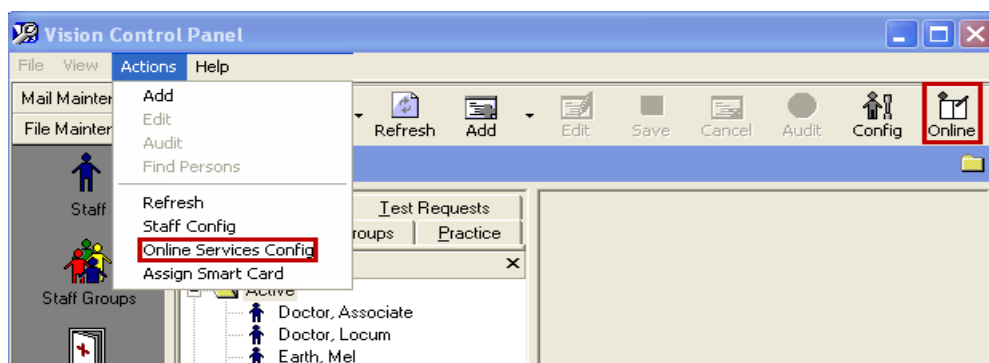 Vision Control Panel
File View Actions Help
Mail Mainter
File Mainter
Add
Edit
Audit
Find Persons
Refresh
Staff Config
Online Services Config
Assign Smart Card
Refresh Add Edit Save Cancel Audit Config Online
Staff
Staff Groups
Test Requests
roups Practice
Active
Doctor, Associate
Doctor, Locum
Earth, Mel